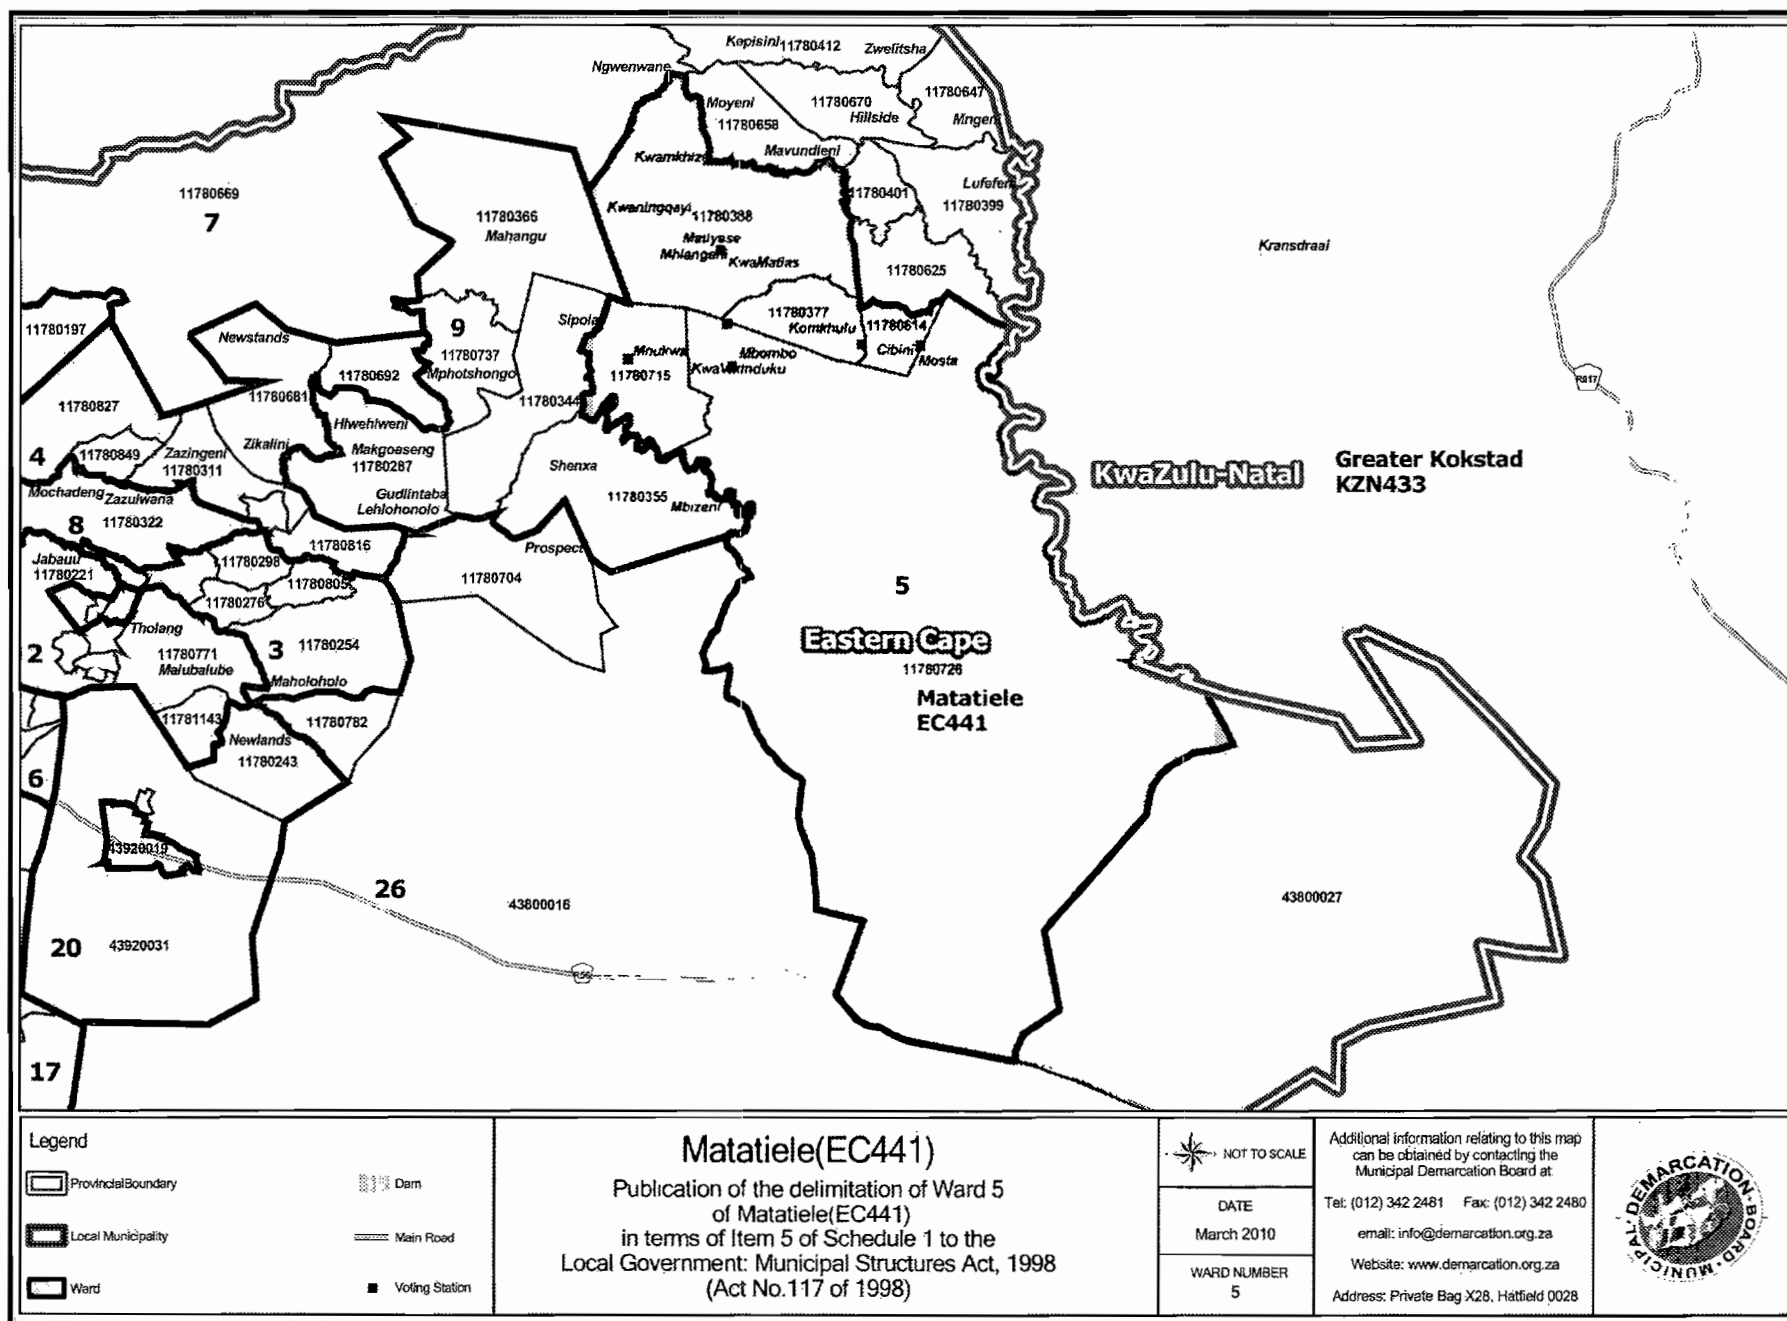 Kopisini
11780412
Zwelitsha
Ngwenwane
Moyeni
11780658
11780670
Hillside
11780647
Mngeni
Mavundleni
Kwamkhize
11780669
7
11780366
Mahangu
Kwaningqayi
11780388
11780401
Lufefeni
11780399
Maliyase
Mhlangeni
KwaMatias
11780625
Kransdraai
11780197
Newstands
9
Sipola
11780377
Komkhulu
11780614
Cibini
Mosta
11780692
11780737
Mphotshongo
Mnukwa
11780715
Mbombo
R617
11780827
11780681
11780344
Hlwehlweni
4
11780849
Zazingeni
11780311
Zikalini
Makgoaseng
11780287
Shenxa
Mochadeng
Zazulwana
Gudlintaba
Lehlohonolo
11780355
Mbizeni
KwaZulu-Natal
Greater Kokstad
KZN433
8
11780322
11780816
Prospect
Jabauu
11780221
11780298
11780805
11780704
5
11780276
Tholang
Eastern Cape
2
11780771
Malubalube
3
11780254
11780726
Maholoholo
Matatiele
EC441
11781143
11780782
Newlands
11780243
6
43920019
26
43800016
43800027
20
43920031
R56
17
Legend
Provincial Boundary
Dam
Local Municipality
Main Road
Ward
Voting Station
Matatiele(EC441)
Publication of the delimitation of Ward 5
of Matatiele(EC441)
in terms of Item 5 of Schedule 1 to the
Local Government: Municipal Structures Act, 1998
(Act No.117 of 1998)
NOT TO SCALE
DATE
March 2010
WARD NUMBER
5
Additional information relating to this map
can be obtained by contacting the
Municipal Demarcation Board at
Tel: (012) 342 2481 Fax: (012) 342 2480
email: info@demarcation.org.za
Website: www.demarcation.org.za
Address: Private Bag X28, Hatfield 0028
MUNICIPAL DEMARCATION BOARD